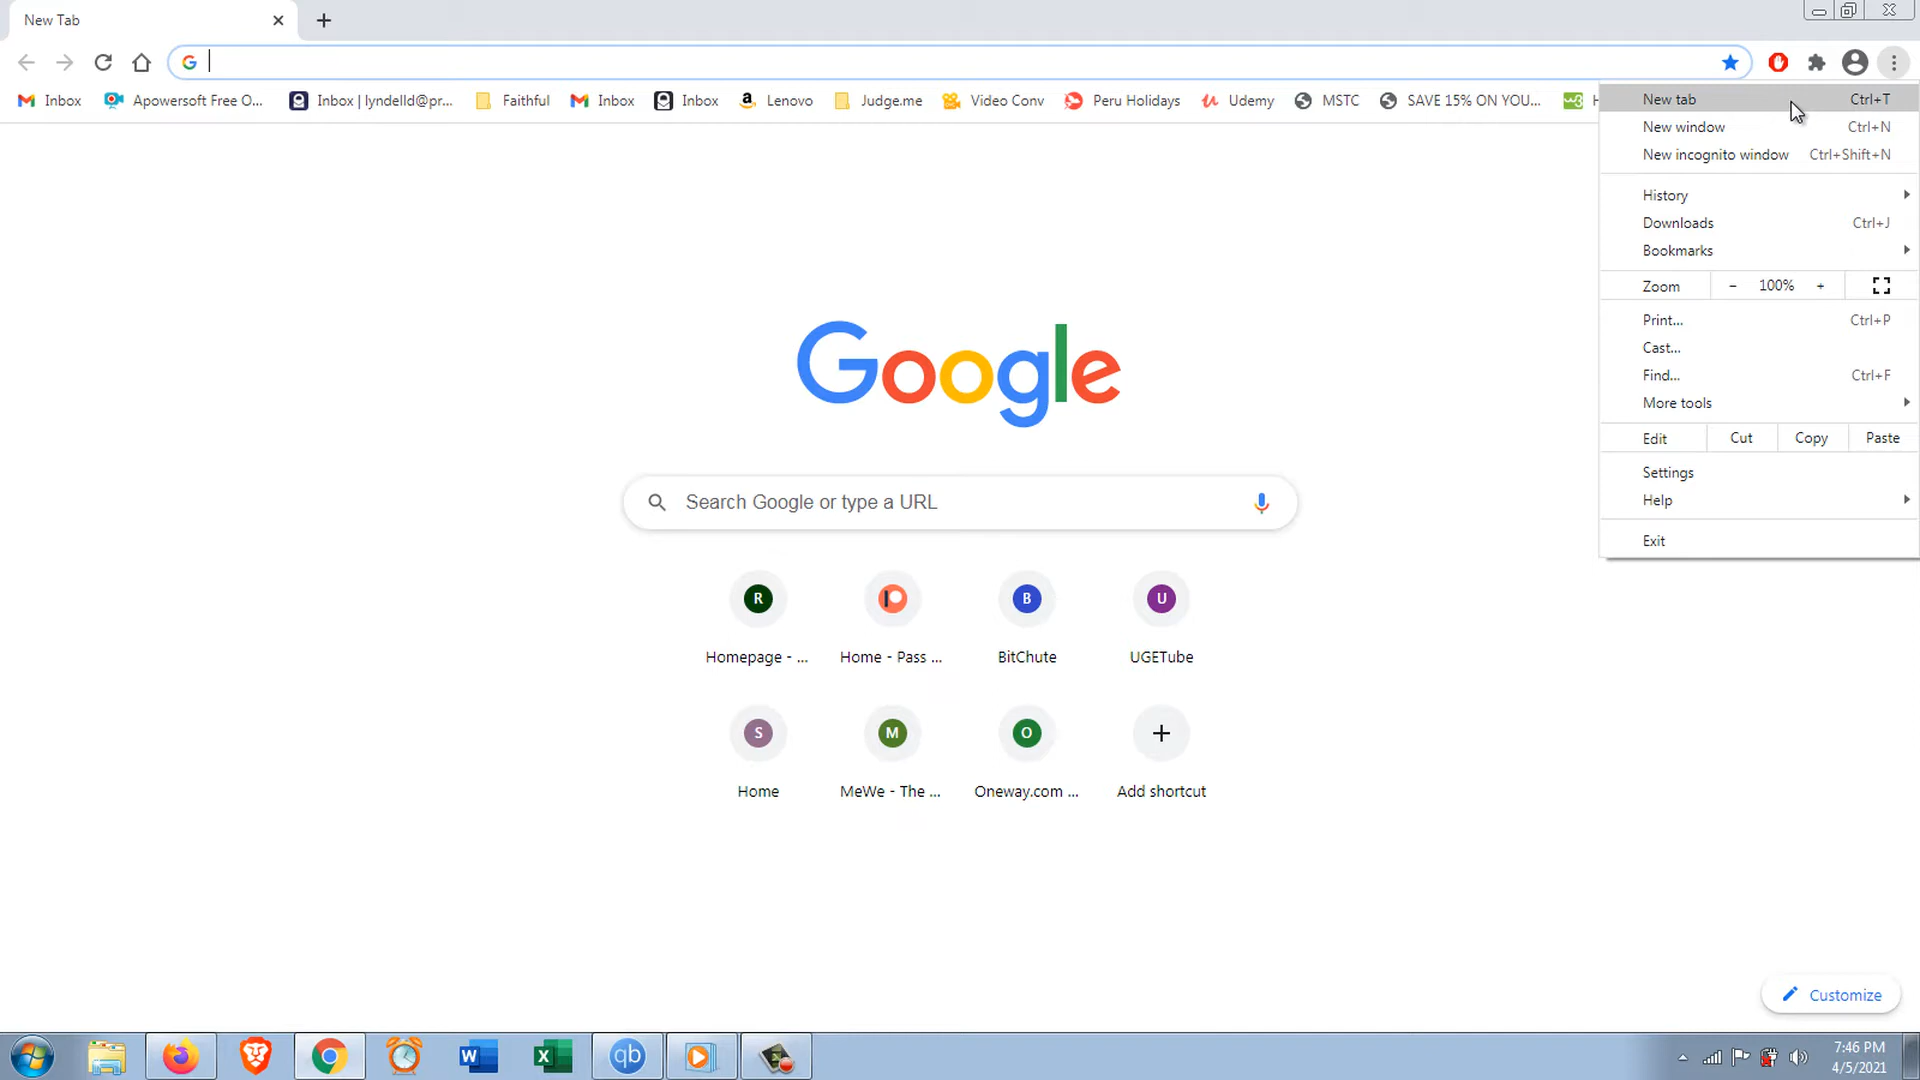 New Tab
Inbox
Apowersoft Free O...
Inbox | lyndelld@pr...
Faithful
Inbox
Inbox
Lenovo
Judge.me
Video Conv
Peru Holidays
Udemy
MSTC
SAVE 15% ON YOU...
New tab Ctrl+T
New window Ctrl+N
New incognito window Ctrl+Shift+N
History
Downloads Ctrl+J
Bookmarks
Zoom - 100% +
Print... Ctrl+P
Cast...
Find... Ctrl+F
More tools
Edit Cut Copy Paste
Settings
Help
Exit
Google
Search Google or type a URL
R
B
U
Homepage - ...
Home - Pass ...
BitChute
UGETube
S
M
O
Home
MeWe - The ...
Oneway.com ...
Add shortcut
Customize
qb
7:46 PM
4/5/2021